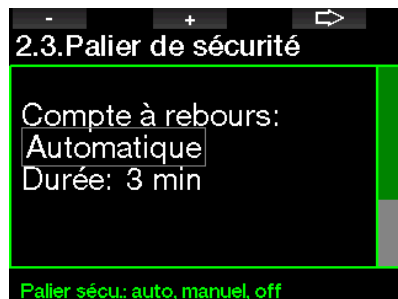 - +
2.3.Palier de sécurité
Compte à rebours:
Automatique
Durée: 3 min
Palier sécu.: auto, manuel, off